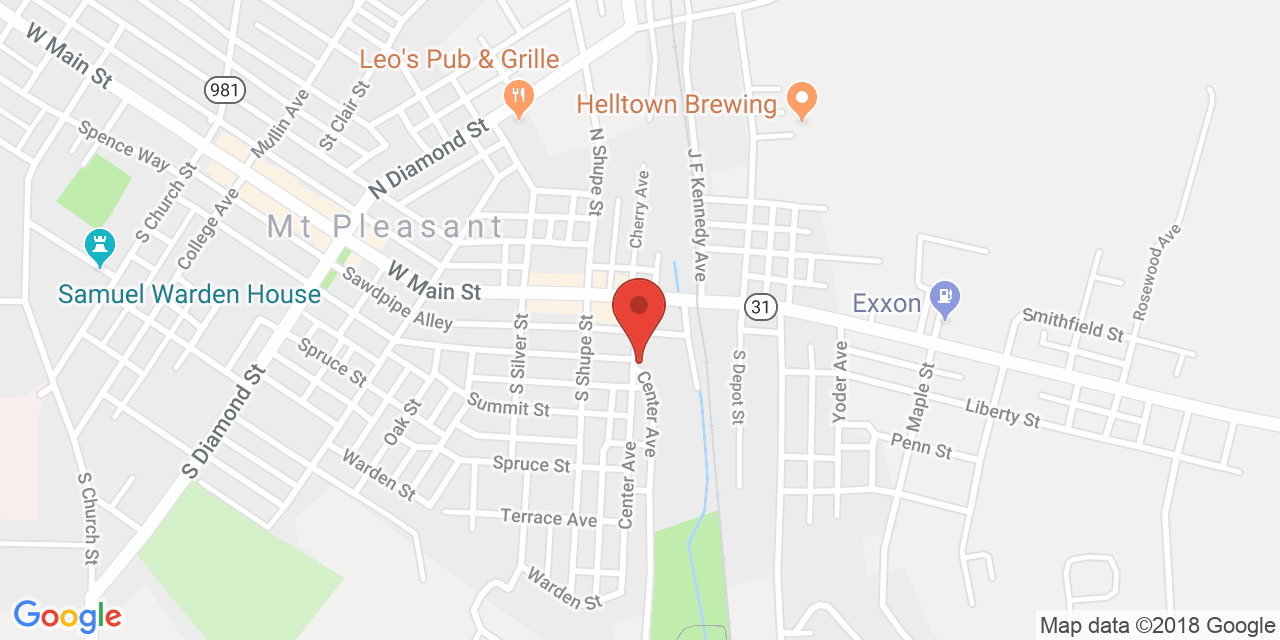 W Main St
Leo's Pub & Grille
981
Helltown Brewing
Mullin Ave
St Clair St
Spence Way
N Diamond St
N Shupe St
J F Kennedy Ave
S Church St
College Ave
Cherry Ave
Mt Pleasant
Rosewood Ave
Samuel Warden House
W Main St
Sawdpipe Alley
31
Exxon
Smithfield St
S Silver St
S Shupe St
Spruce St
S Depot St
Yoder Ave
Maple St
S Diamond St
Oak St
Summit St
Center Ave
Liberty St
Penn St
Warden St
Spruce St
Center Ave
S Church St
Terrace Ave
Warden St
Google
Map data ©2018 Google